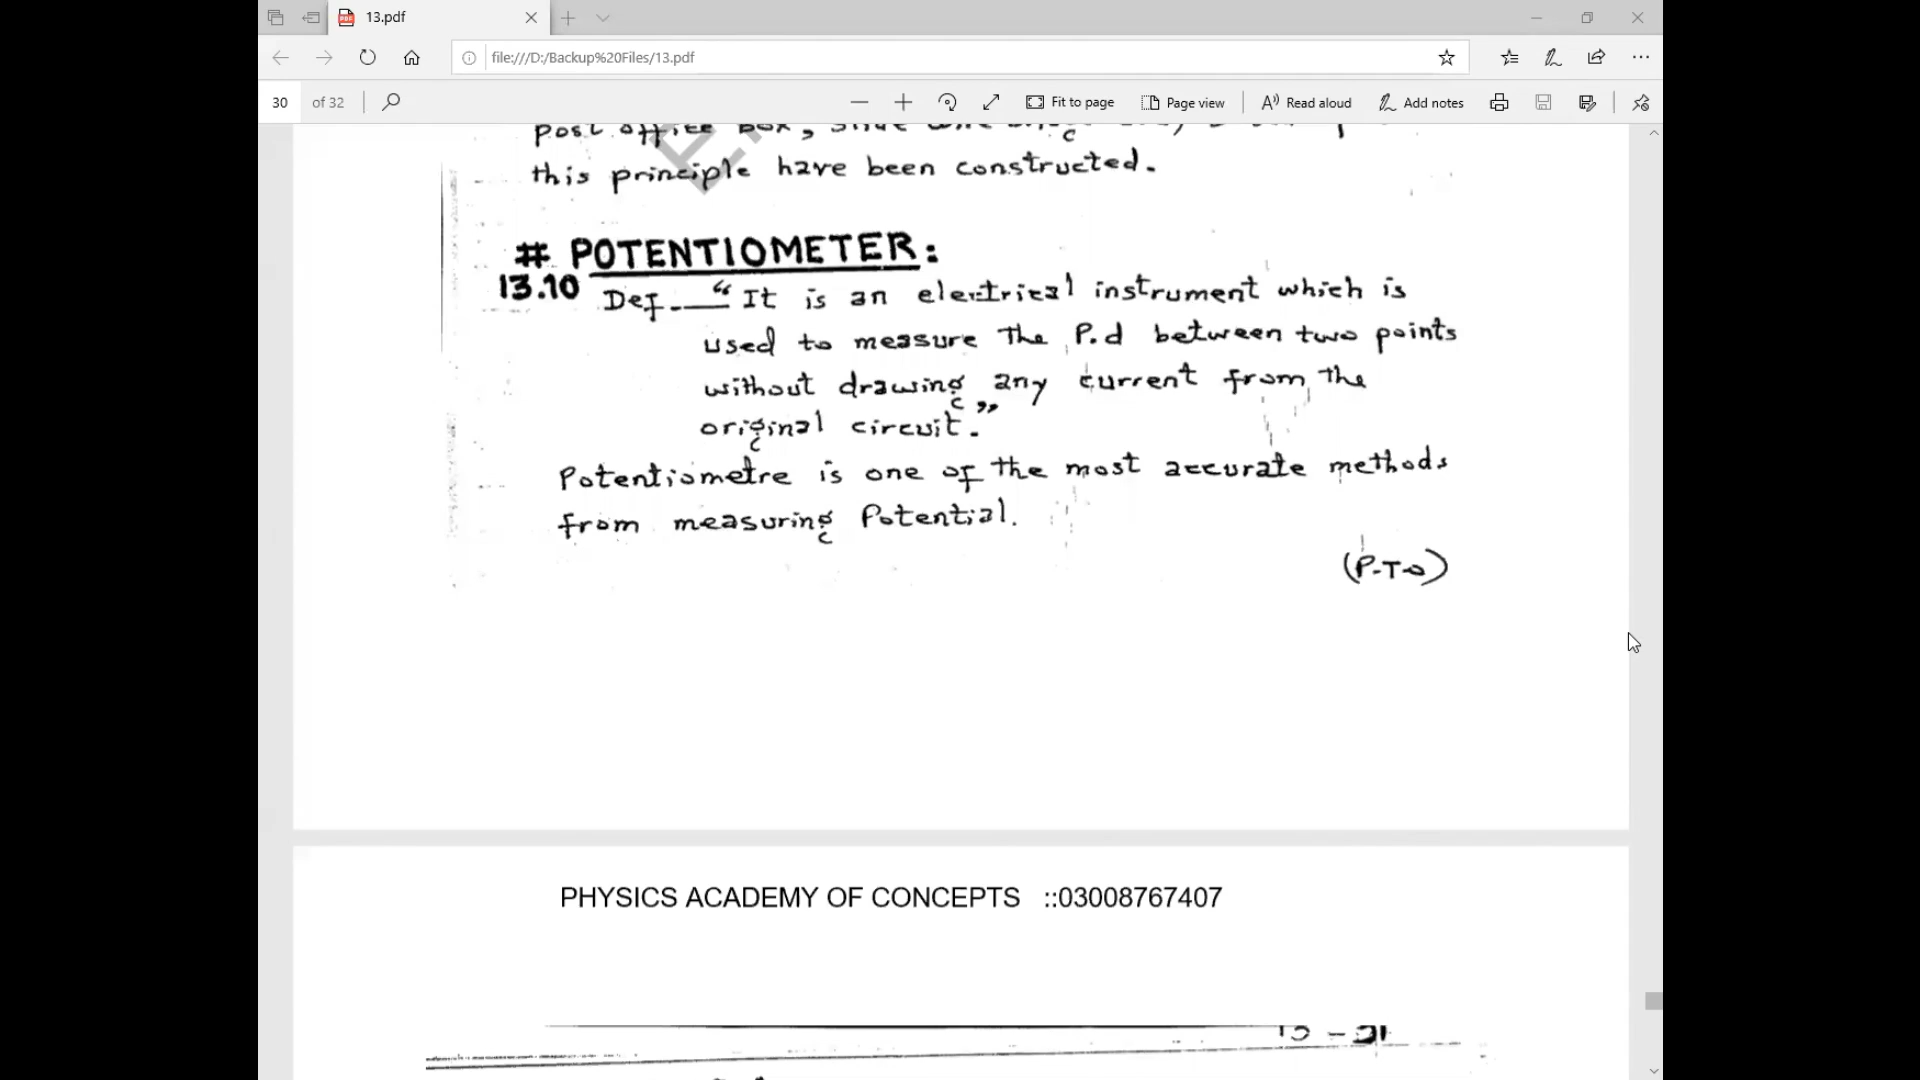 13.pdf
file:///D:/Backup%20Files/13.pdf
30 of 32 Fit to page Page view Read aloud Add notes
Post office Box,
this principle have been constructed.
# POTENTIOMETER:
13.10 Def.— “It is an electrical instrument which is
used to measure the P.d between two points
without drawing any current from the
original circuit.”
Potentiometre is one of the most accurate methods
from measuring Potential.
(P.T.O)
PHYSICS ACADEMY OF CONCEPTS ::03008767407